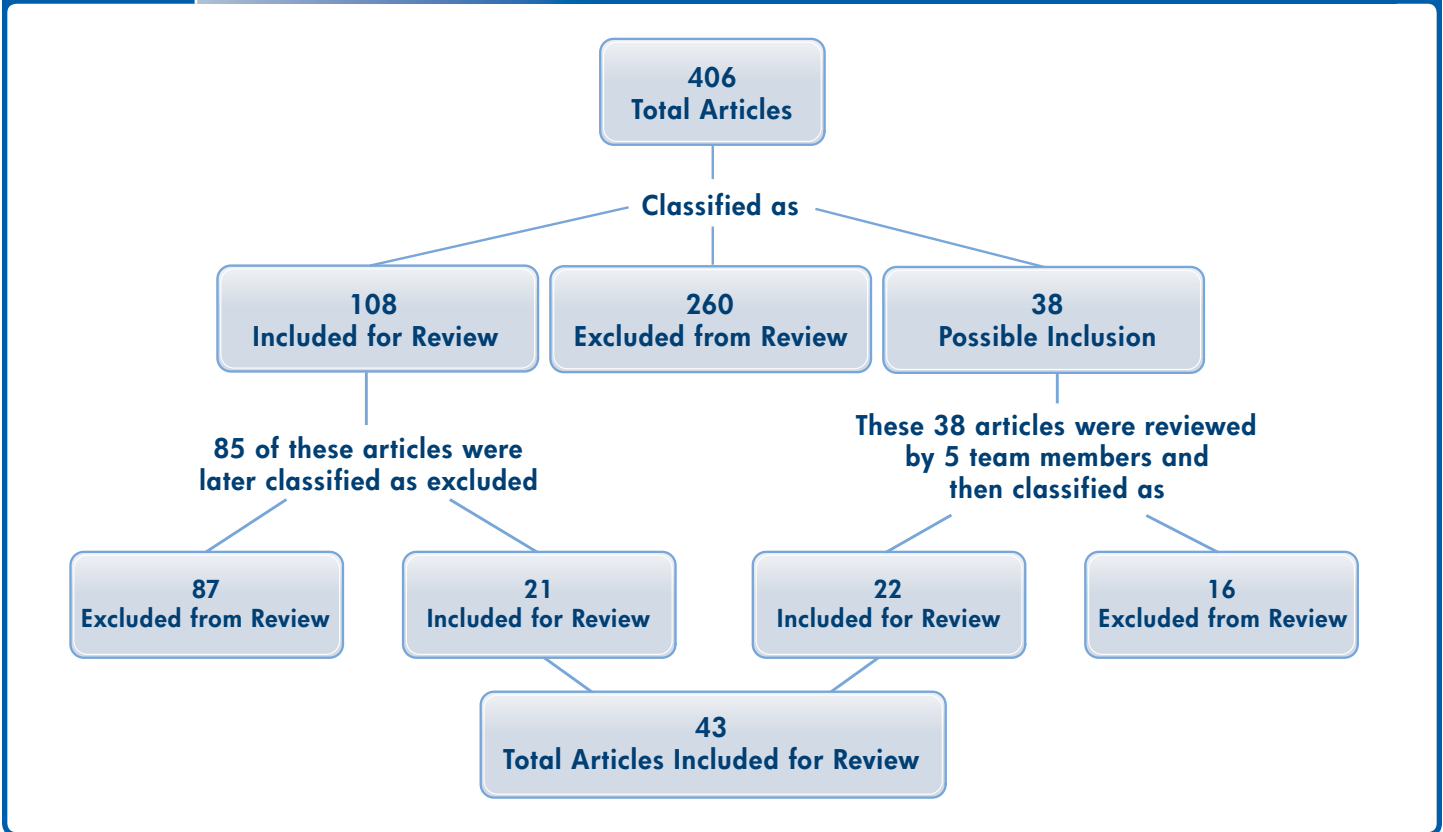 406
Total Articles
Classified as
108
Included for Review
260
Excluded from Review
38
Possible Inclusion
85 of these articles were
later classified as excluded
These 38 articles were reviewed
by 5 team members and
then classified as
87
Excluded from Review
21
Included for Review
22
Included for Review
16
Excluded from Review
43
Total Articles Included for Review